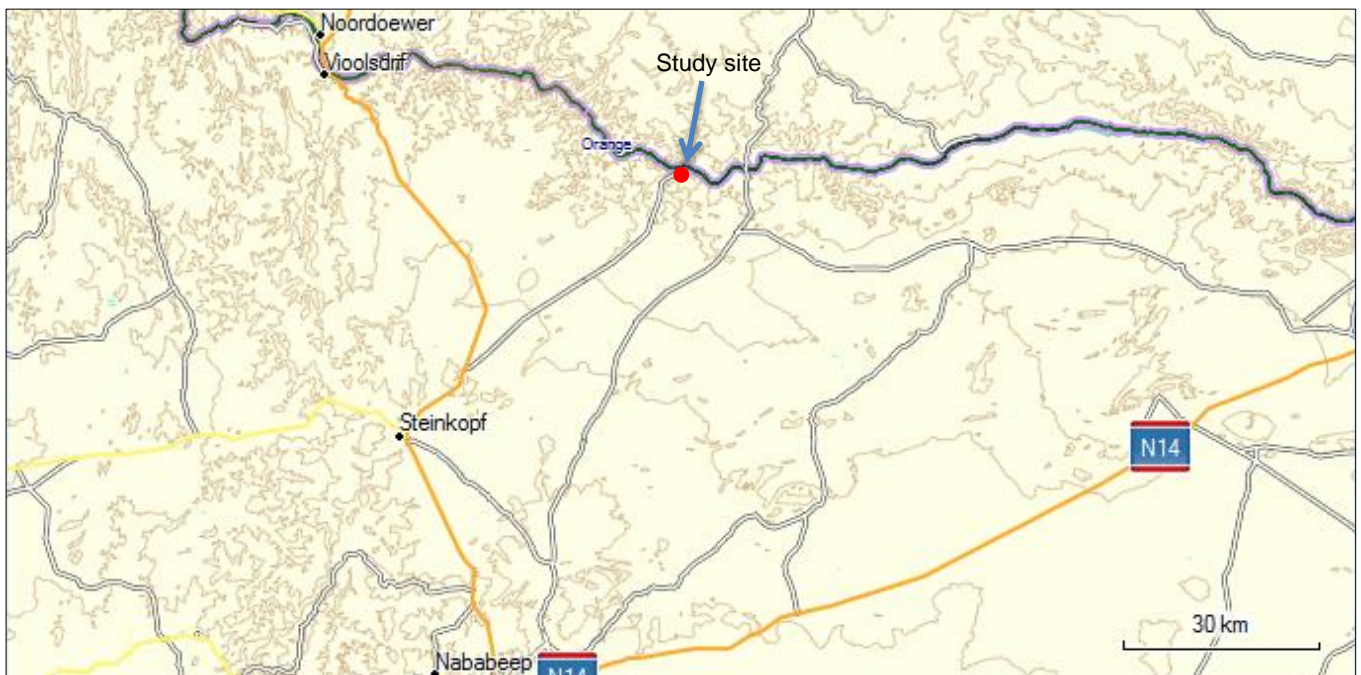 Noordoewer
Vioolsdrif
Study site
Orange
Steinkopf
N14
30 km
Nababeep
N14